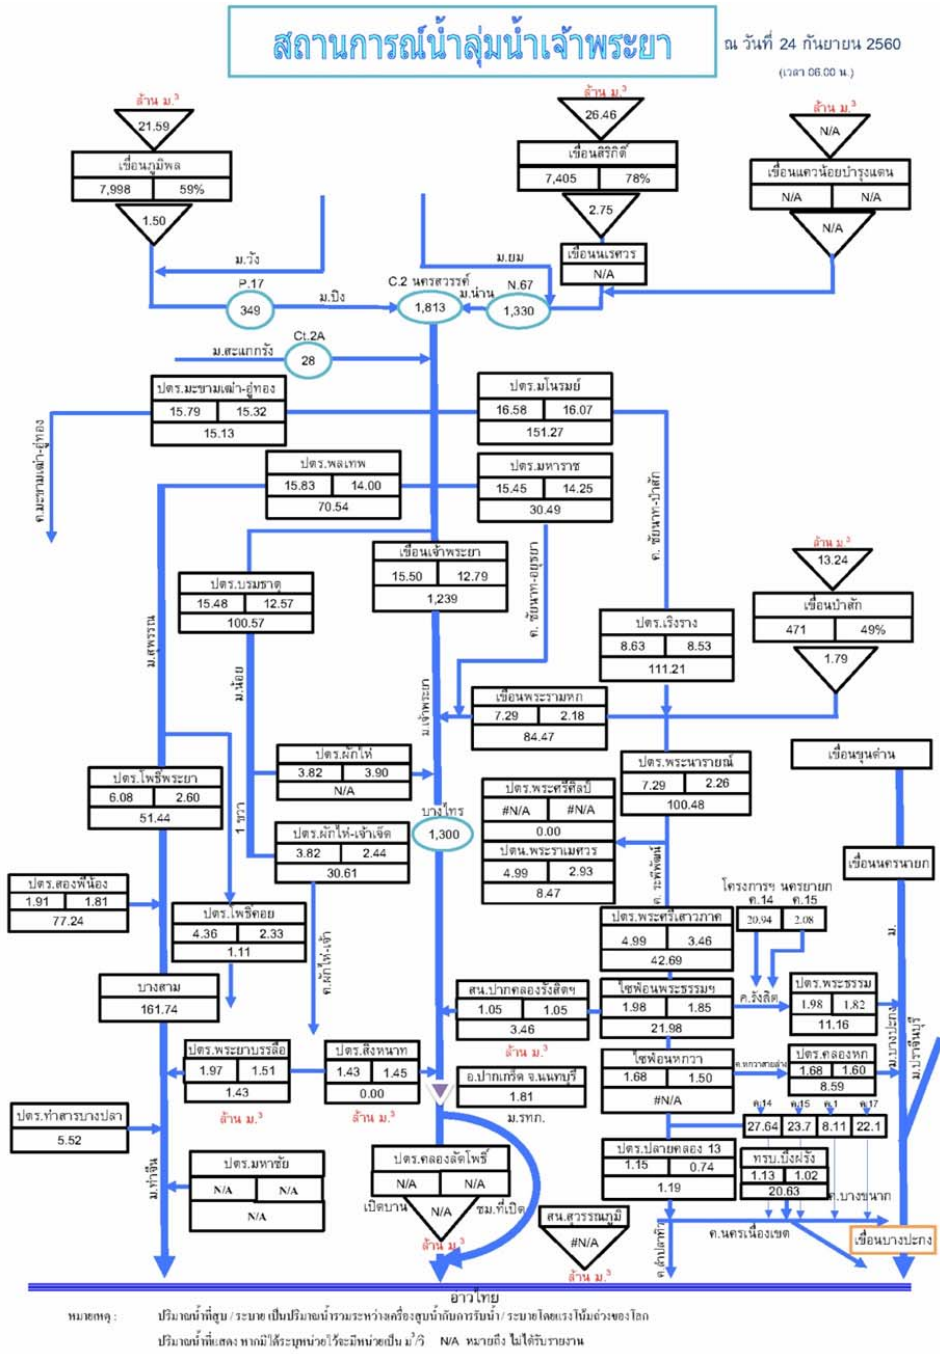 สถานการณ์น้ำลุ่มน้ำเจ้าพระยา
ณ วันที่ 24 กันยายน 2560
(เวลา 06.00 น.)
ล้าน ม.³
21.59
เขื่อนภูมิพล
7,998 59%
1.50
ล้าน ม.³
26.46
เขื่อนสิริกิติ์
7,405 78%
2.75
เขื่อนนเรศวร
N/A
ล้าน ม.³
N/A
เขื่อนแควน้อยบำรุงแดน
N/A N/A
N/A
ม.วัง
ม.ยม
P.17
349
ม.ปิง
C.2 นครสวรรค์
1,813
ม.น่าน
N.67
1,330
ม.สะแกกรัง
Ct.2A
28
ปตร.มะขามเฒ่า-อู่ทอง
15.79 15.32
15.13
ปตร.มโนรมย์
16.58 16.07
151.27
ค.มะขามเฒ่า-อู่ทอง
ปตร.พลเทพ
15.83 14.00
70.54
ปตร.มหาราช
15.45 14.25
30.49
ค. ชัยนาท-ป่าสัก
ปตร.บรมธาตุ
15.48 12.57
100.57
เขื่อนเจ้าพระยา
15.50 12.79
1,239
ค. ชัยนาท-อยุธยา
ปตร.เริงราง
8.63 8.53
111.21
ล้าน ม.³
13.24
เขื่อนป่าสัก
471 49%
1.79
ม.สุพรรณ
ม.น้อย
ม.เจ้าพระยา
เขื่อนพระรามหก
7.29 2.18
84.47
ปตร.ผักไห่
3.82 3.90
N/A
ปตร.โพธิ์พระยา
6.08 2.60
51.44
1 ขวา
บางไทร
1,300
ปตร.พระศรีศิลป์
#N/A #N/A
0.00
ปตน.พระราเมศวร
4.99 2.93
8.47
ปตร.พระนารายณ์
7.29 2.26
100.48
ค. ระพีพัฒน์
เขื่อนขุนด่าน
เขื่อนนครนายก
ปตร.ผักไห่-เจ้าเจ็ด
3.82 2.44
30.61
ปตร.สองพี่น้อง
1.91 1.81
77.24
ปตร.โพธิ์คอย
4.36 2.33
1.11
ค.ผักไห่-เจ้า
ปตร.พระศรีเสาวภาค
4.99 3.46
42.69
โครงการฯ นครนายก
ค.14 ค.15
20.94 2.08
ม.
บางสาม
161.74
สน.ปากคลองรังสิตฯ
1.05 1.05
3.46
ล้าน ม.³
ไซฟ้อนพระธรรมฯ
1.98 1.85
21.98
ค.รังสิต
ปตร.พระธรรม
1.98 1.82
11.16
ม.บางปะกง
ม.ปราจีนบุรี
ปตร.พระยาบรรลือ
1.97 1.51
1.43
ล้าน ม.³
ปตร.สิงหนาท
1.43 1.45
0.00
ล้าน ม.³
อ.ปากเกร็ด จ.นนทบุรี
1.81
ม.รทก.
ไซฟ้อนหกวา
1.68 1.50
#N/A
ค.หกวาสายล่าง
ปตร.คลองหก
1.68 1.60
8.59
ค.14 ค.15 ค.1 ค.17
27.64 23.7 8.11 22.1
ปตร.ท่าสารบางปลา
5.52
ม.ท่าจีน
ปตร.มหาชัย
N/A N/A
N/A
ปตร.คลองลัดโพธิ์
N/A N/A
เปิดบาน N/A ชม.ที่เปิด
ล้าน ม.³
ปตร.ปลายคลอง 13
1.15 0.74
1.19
ทรบ.บึงฝรั่ง
1.13 1.02
20.63
ค.บางขนาก
สน.สุวรรณภูมิ
#N/A
ล้าน ม.³
ค.ลำปลาทิว
ค.นครเนื่องเขต
เขื่อนบางปะกง
อ่าวไทย
หมายเหตุ : ปริมาณน้ำที่สูบ / ระบาย เป็นปริมาณน้ำรวมระหว่างเครื่องสูบน้ำกับการรับน้ำ / ระบายโดยแรงโน้มถ่วงของโลก
ปริมาณน้ำที่แสดง หากมิได้ระบุหน่วยไว้จะมีหน่วยเป็น ม³/วิ N/A หมายถึง ไม่ได้รับรายงาน